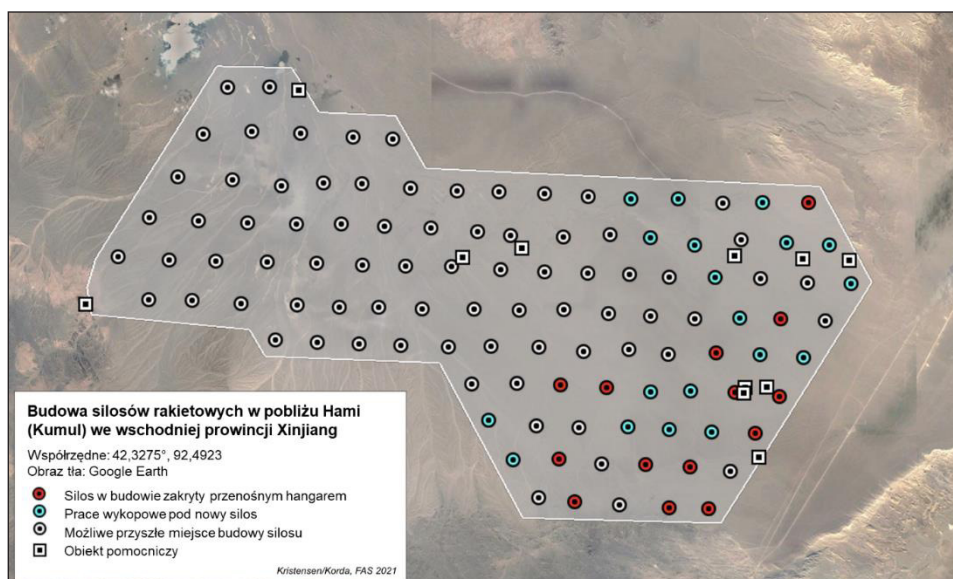 Budowa silosów rakietowych w pobliżu Hami
(Kumul) we wschodniej prowincji Xinjiang
Współrzędne: 42,3275°, 92,4923
Obraz tła: Google Earth
Silos w budowie zakryty przenośnym hangarem
Prace wykopowe pod nowy silos
Możliwe przyszłe miejsce budowy silosu
Obiekt pomocniczy
Kristensen/Korda, FAS 2021